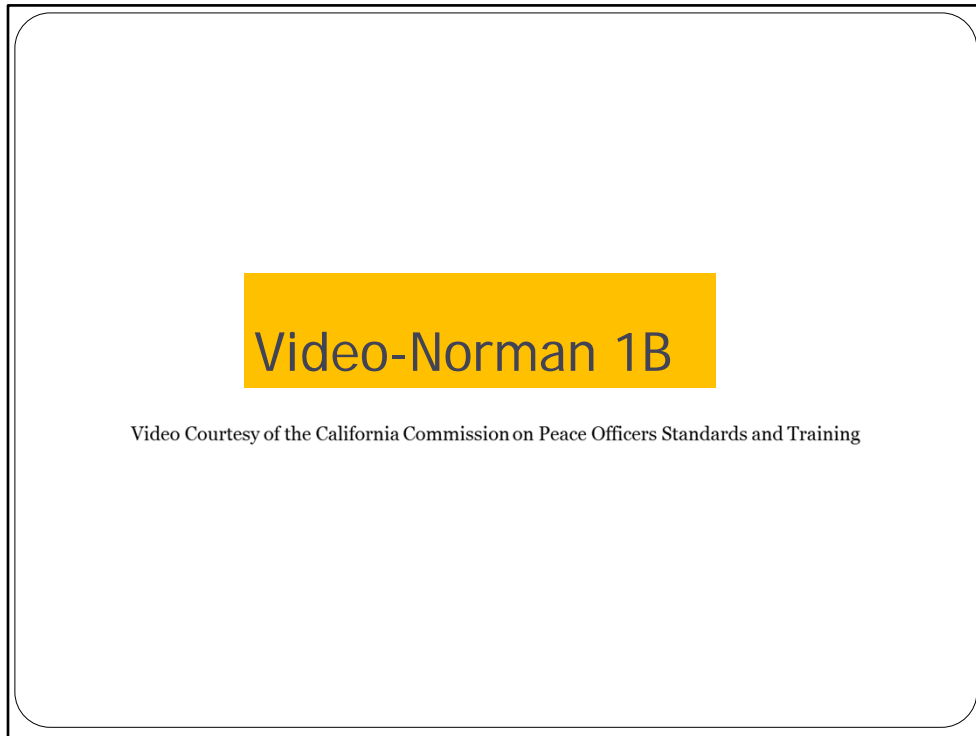 Video-Norman 1B
Video Courtesy of the California Commission on Peace Officers Standards and Training